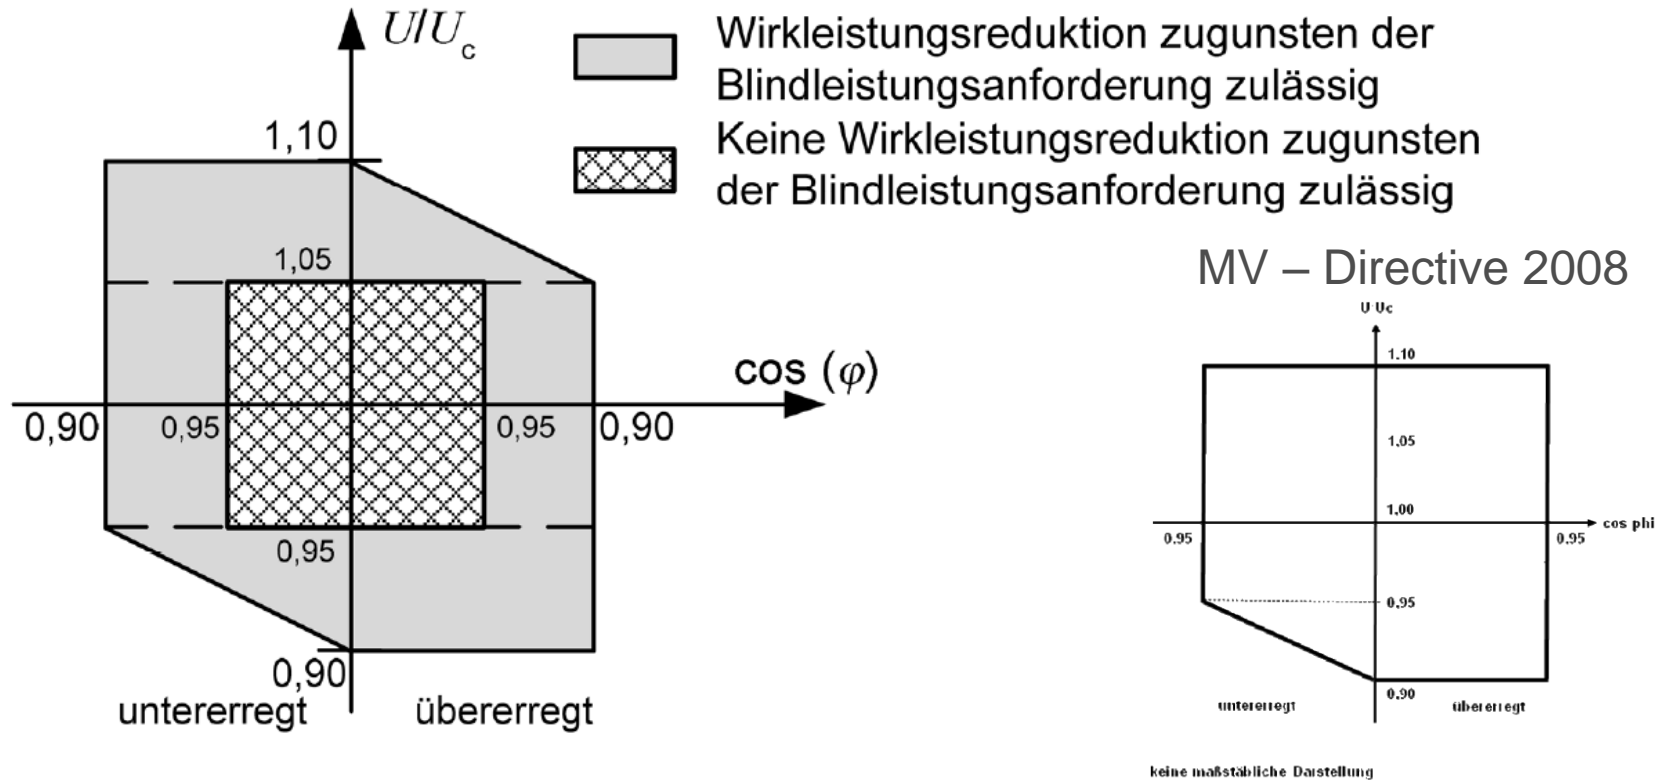 U/Uc
Wirkleistungsreduktion zugunsten der
Blindleistungsanforderung zulässig
Keine Wirkleistungsreduktion zugunsten
der Blindleistungsanforderung zulässig
1,10
1,05
cos (φ)
0,90
0,95
0,95
0,90
0,95
0,90
untererregt
übererregt
MV – Directive 2008
U Uc
1.10
1,05
1,00
cos phi
0.95
0.95
0.95
0.90
untererregt
übererregt
keine maßstäbliche Darstellung